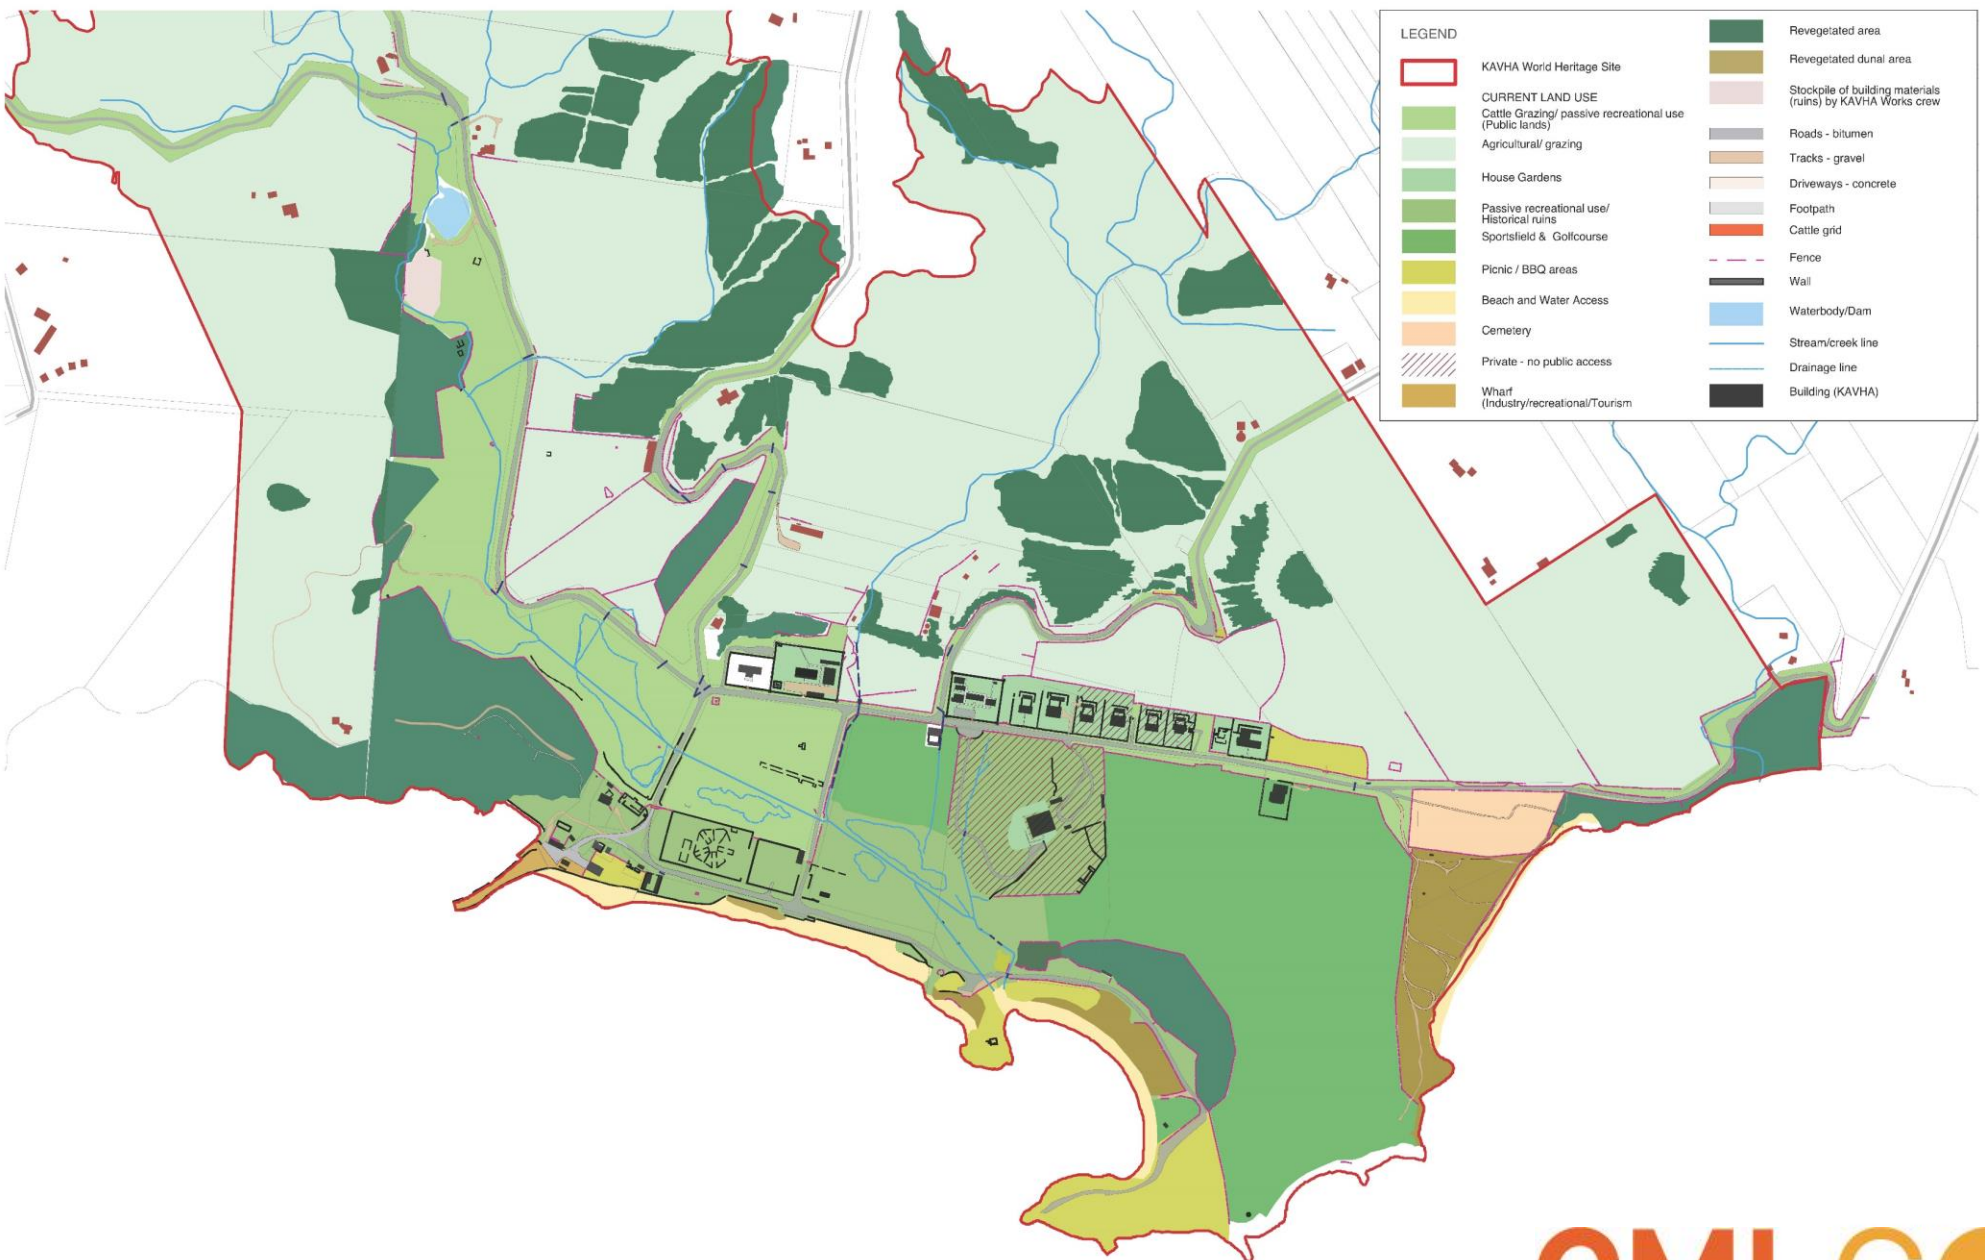 LEGEND
KAVHA World Heritage Site
CURRENT LAND USE
Cattle Grazing/ passive recreational use
(Public lands)
Agricultural/ grazing
House Gardens
Passive recreational use/
Historical ruins
Sportsfield & Golfcourse
Picnic / BBQ areas
Beach and Water Access
Cemetery
Private - no public access
Wharf
(Industry/recreational/Tourism
Revegetated area
Revegetated dunal area
Stockpile of building materials
(ruins) by KAVHA Works crew
Roads - bitumen
Tracks - gravel
Driveways - concrete
Footpath
Cattle grid
Fence
Wall
Waterbody/Dam
Stream/creek line
Drainage line
Building (KAVHA)